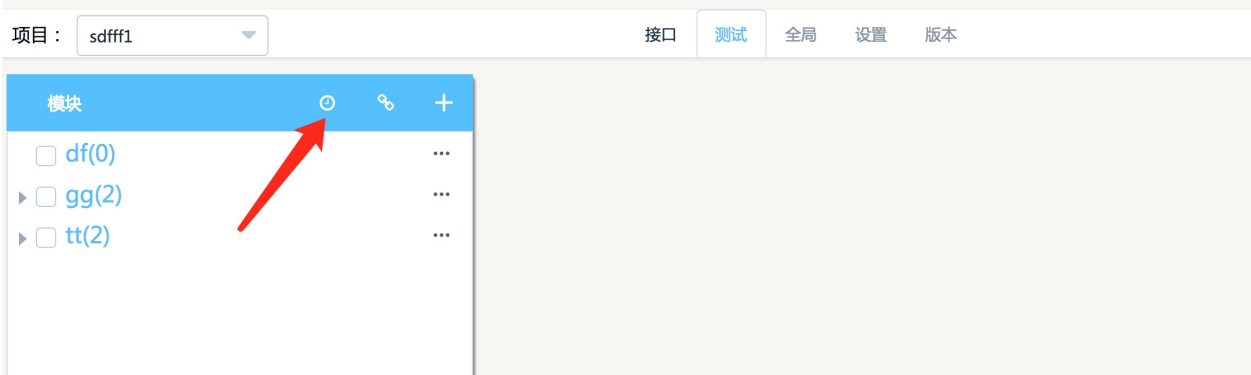 项目： sdfff1 接口 测试 全局 设置 版本
模块
df(0)
gg(2)
tt(2)